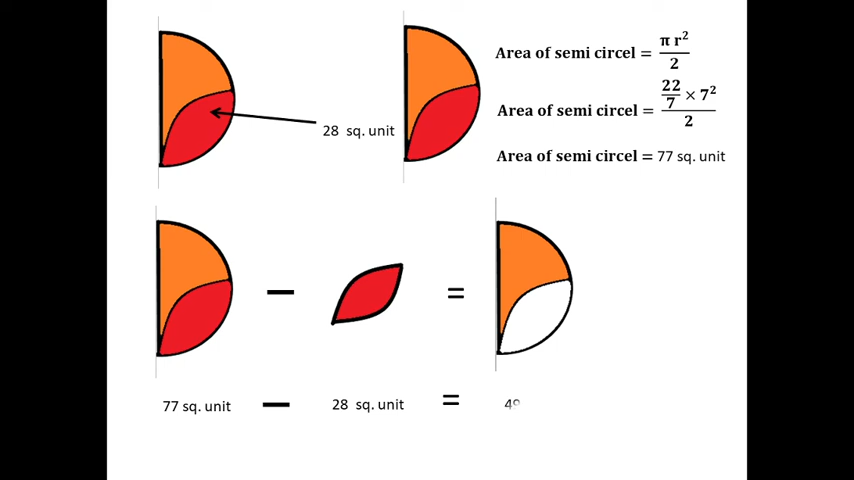 Area of semi circel = π r² / 2
28 sq. unit
Area of semi circel = 22/7 × 7² / 2
Area of semi circel = 77 sq. unit
− =
77 sq. unit − 28 sq. unit =